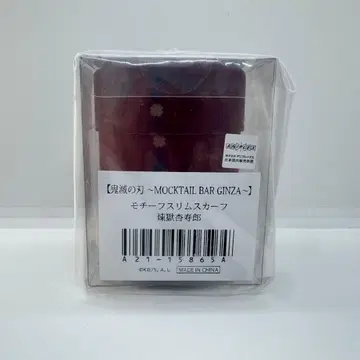 【鬼滅の刃 ～MOCKTAIL BAR GINZA～】
モチーフスリムスカーフ
煉獄杏寿郎
A21-15865A
MADE IN CHINA